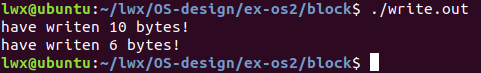 lwx@ubuntu:~/lwx/OS-design/ex-os2/block$ ./write.out
have writen 10 bytes!
have writen 6 bytes!
lwx@ubuntu:~/lwx/OS-design/ex-os2/block$